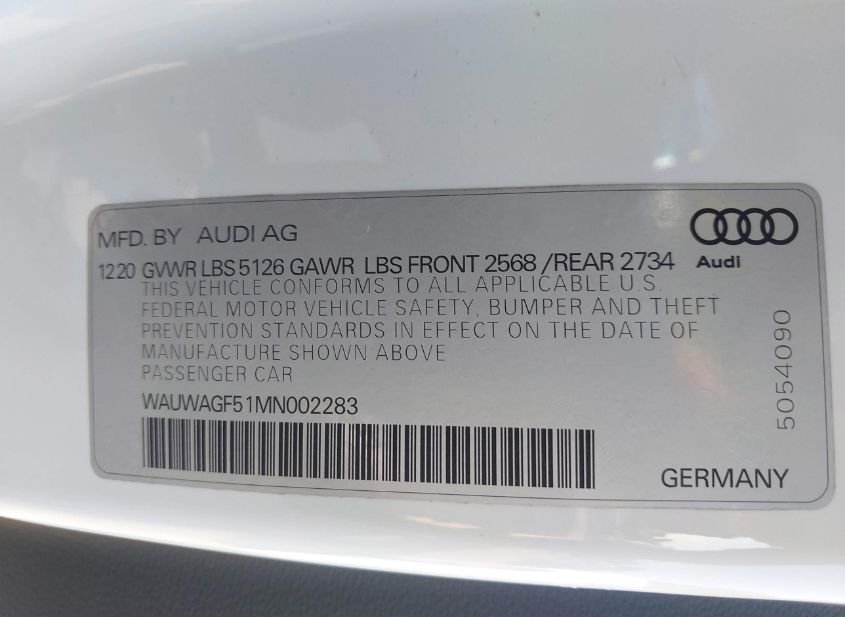 MFD. BY AUDI AG
Audi
1220 GVWR LBS 5126 GAWR LBS FRONT 2568 /REAR 2734
THIS VEHICLE CONFORMS TO ALL APPLICABLE U.S.
FEDERAL MOTOR VEHICLE SAFETY, BUMPER AND THEFT
PREVENTION STANDARDS IN EFFECT ON THE DATE OF
MANUFACTURE SHOWN ABOVE
PASSENGER CAR
WAUWAGF51MN002283
5054090
GERMANY